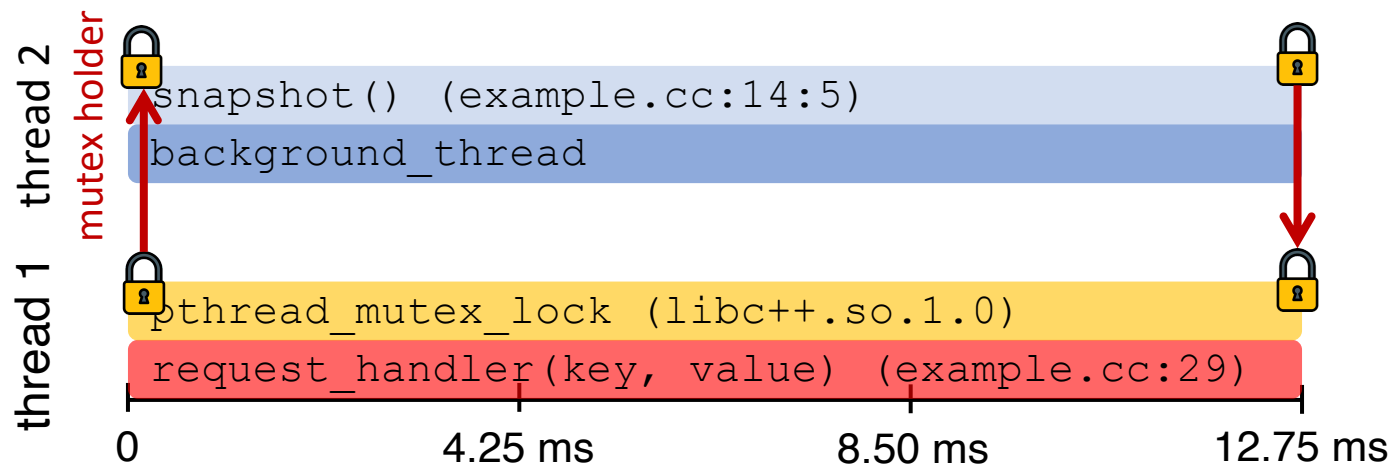 thread 2
mutex holder
snapshot() (example.cc:14:5)
background_thread
thread 1
pthread_mutex_lock (libc++.so.1.0)
request_handler(key, value) (example.cc:29)
0
4.25 ms
8.50 ms
12.75 ms